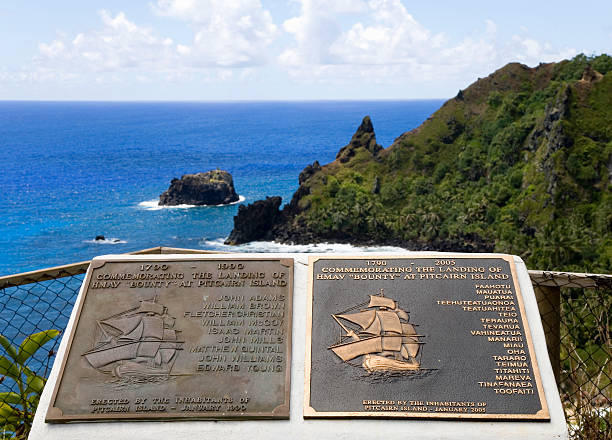 1790 - 1990
COMMEMORATING THE LANDING OF
HMAV "BOUNTY" AT PITCAIRN ISLAND
JOHN ADAMS
WILLIAM BROWN
FLETCHER CHRISTIAN
WILLIAM MCCOY
ISAAC MARTIN
JOHN MILLS
MATTHEW QUINTAL
JOHN WILLIAMS
EDWARD YOUNG
ERECTED BY THE INHABITANTS OF
PITCAIRN ISLAND - JANUARY 1990
1790 - 2005
COMMEMORATING THE LANDING OF
HMAV "BOUNTY" AT PITCAIRN ISLAND
FAAHOTU
MAUATUA
PUARAI
TEEHUTEATUAONOA
TEATUAHITEA
TEIO
TERAURA
TEVARUA
VAHINEATUA
MANARII
MIAU
OHA
TARARO
TEIMUA
TITAHITI
NIAU
MAREVA
TINAFANAEA
TOOFAITI
ERECTED BY THE INHABITANTS OF
PITCAIRN ISLAND - JANUARY, 2005